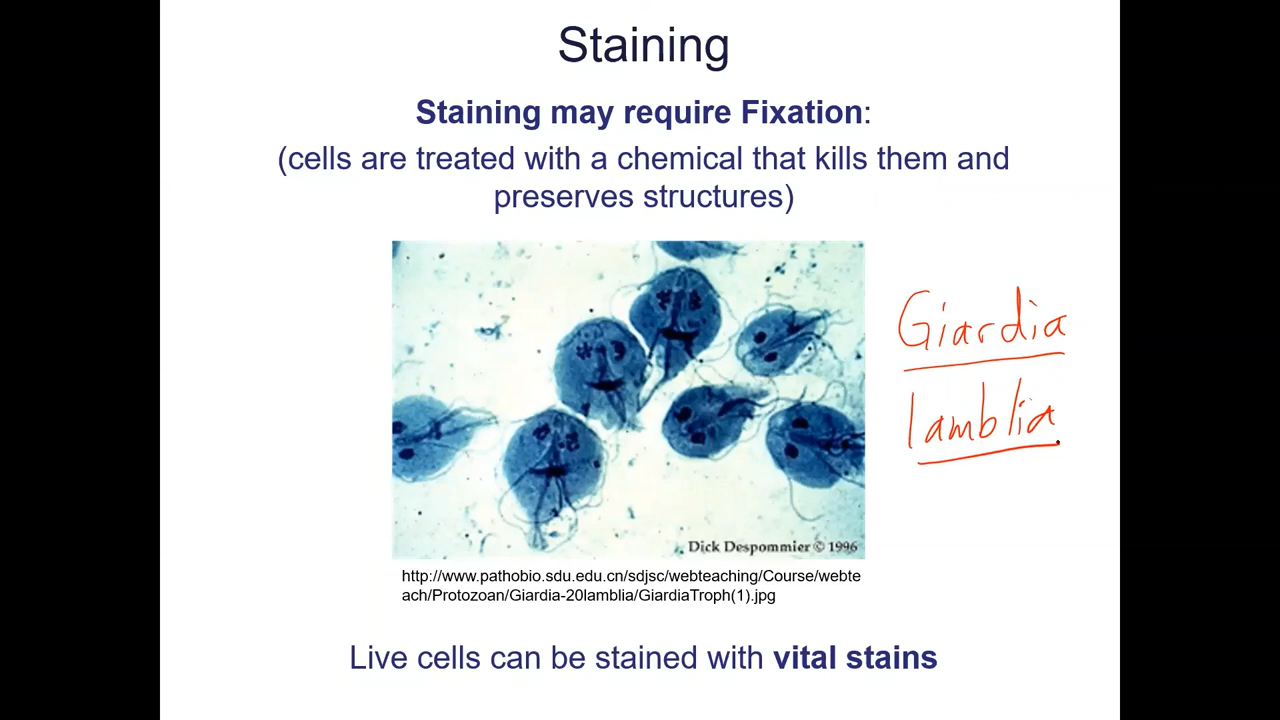 Staining
Staining may require Fixation:
(cells are treated with a chemical that kills them and
preserves structures)
Giardia
lamblia
Dick Despommier © 1996
http://www.pathobio.sdu.edu.cn/sdjsc/webteaching/Course/webte
ach/Protozoan/Giardia-20lamblia/GiardiaTroph(1).jpg
Live cells can be stained with vital stains